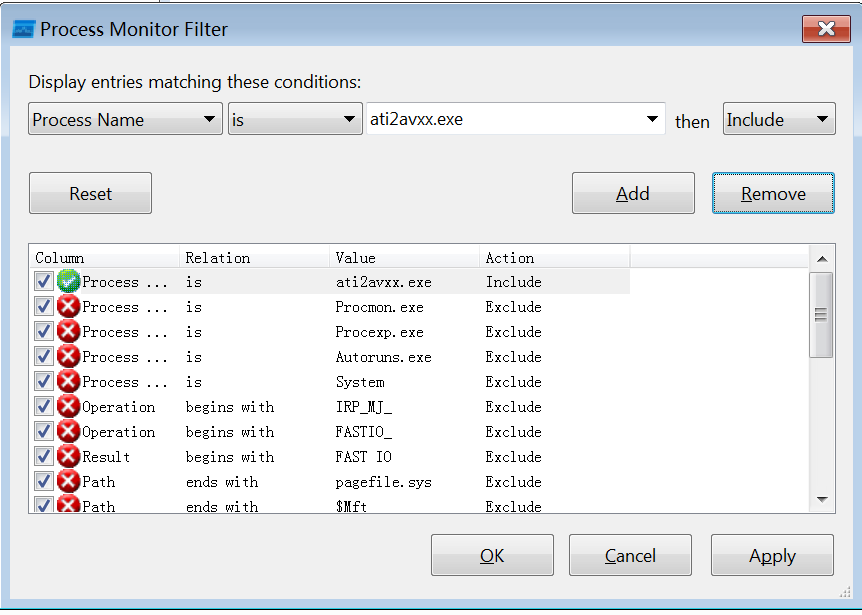 Process Monitor Filter
Display entries matching these conditions:
Process Name is ati2avxx.exe then Include
Reset Add Remove
Column Relation Value Action
Process ... is ati2avxx.exe Include
Process ... is Procmon.exe Exclude
Process ... is Procexp.exe Exclude
Process ... is Autoruns.exe Exclude
Process ... is System Exclude
Operation begins with IRP_MJ_ Exclude
Operation begins with FASTIO_ Exclude
Result begins with FAST IO Exclude
Path ends with pagefile.sys Exclude
Path ends with $Mft Exclude
OK Cancel Apply